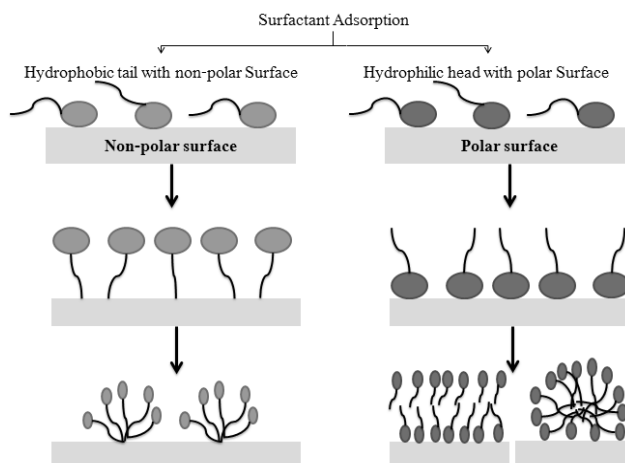 Surfactant Adsorption
Hydrophobic tail with non-polar Surface
Hydrophilic head with polar Surface
Non-polar surface
Polar surface